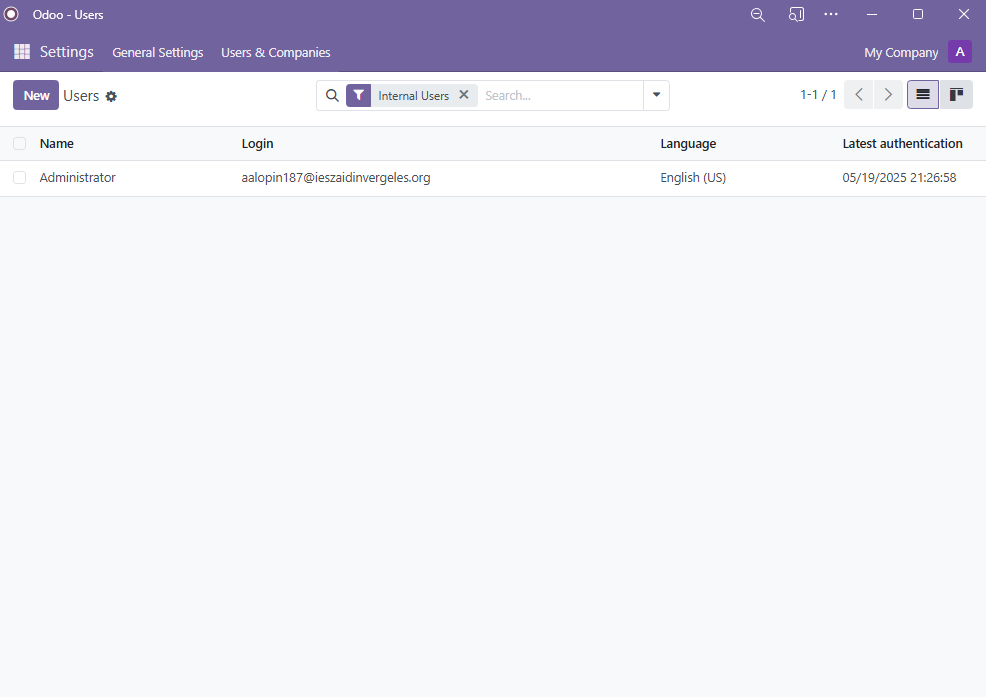 Odoo - Users
Settings General Settings Users & Companies My Company A
New Users Internal Users Search... 1-1 / 1
Name Login Language Latest authentication
Administrator aalopin187@ieszaidinvergeles.org English (US) 05/19/2025 21:26:58